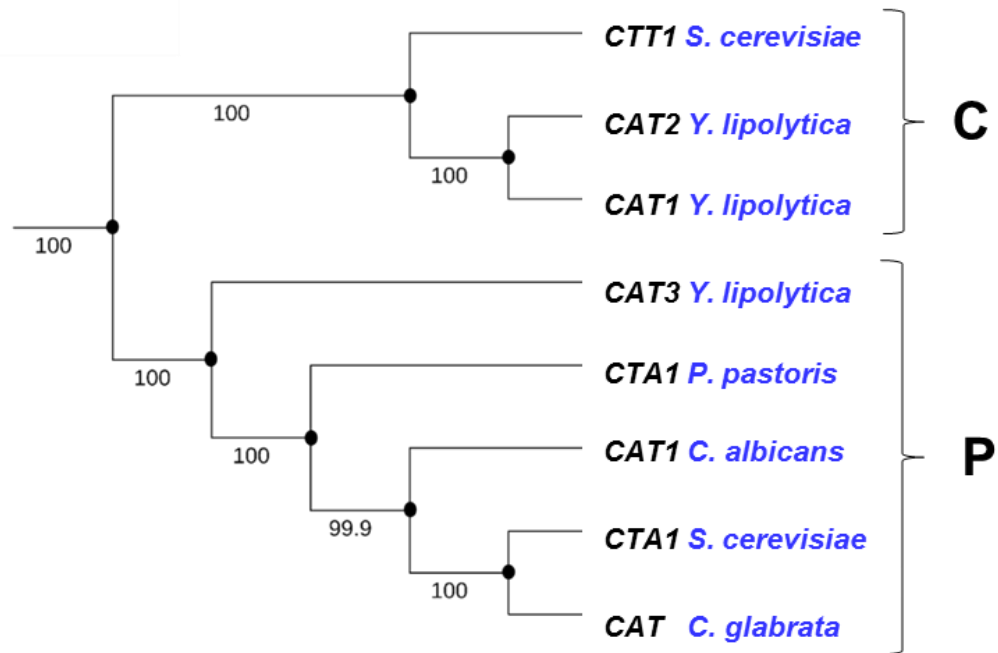 CTT1 S. cerevisiae
100
CAT2 Y. lipolytica
C
100
CAT1 Y. lipolytica
100
CAT3 Y. lipolytica
100
CTA1 P. pastoris
100
CAT1 C. albicans
P
99.9
CTA1 S. cerevisiae
100
CAT C. glabrata